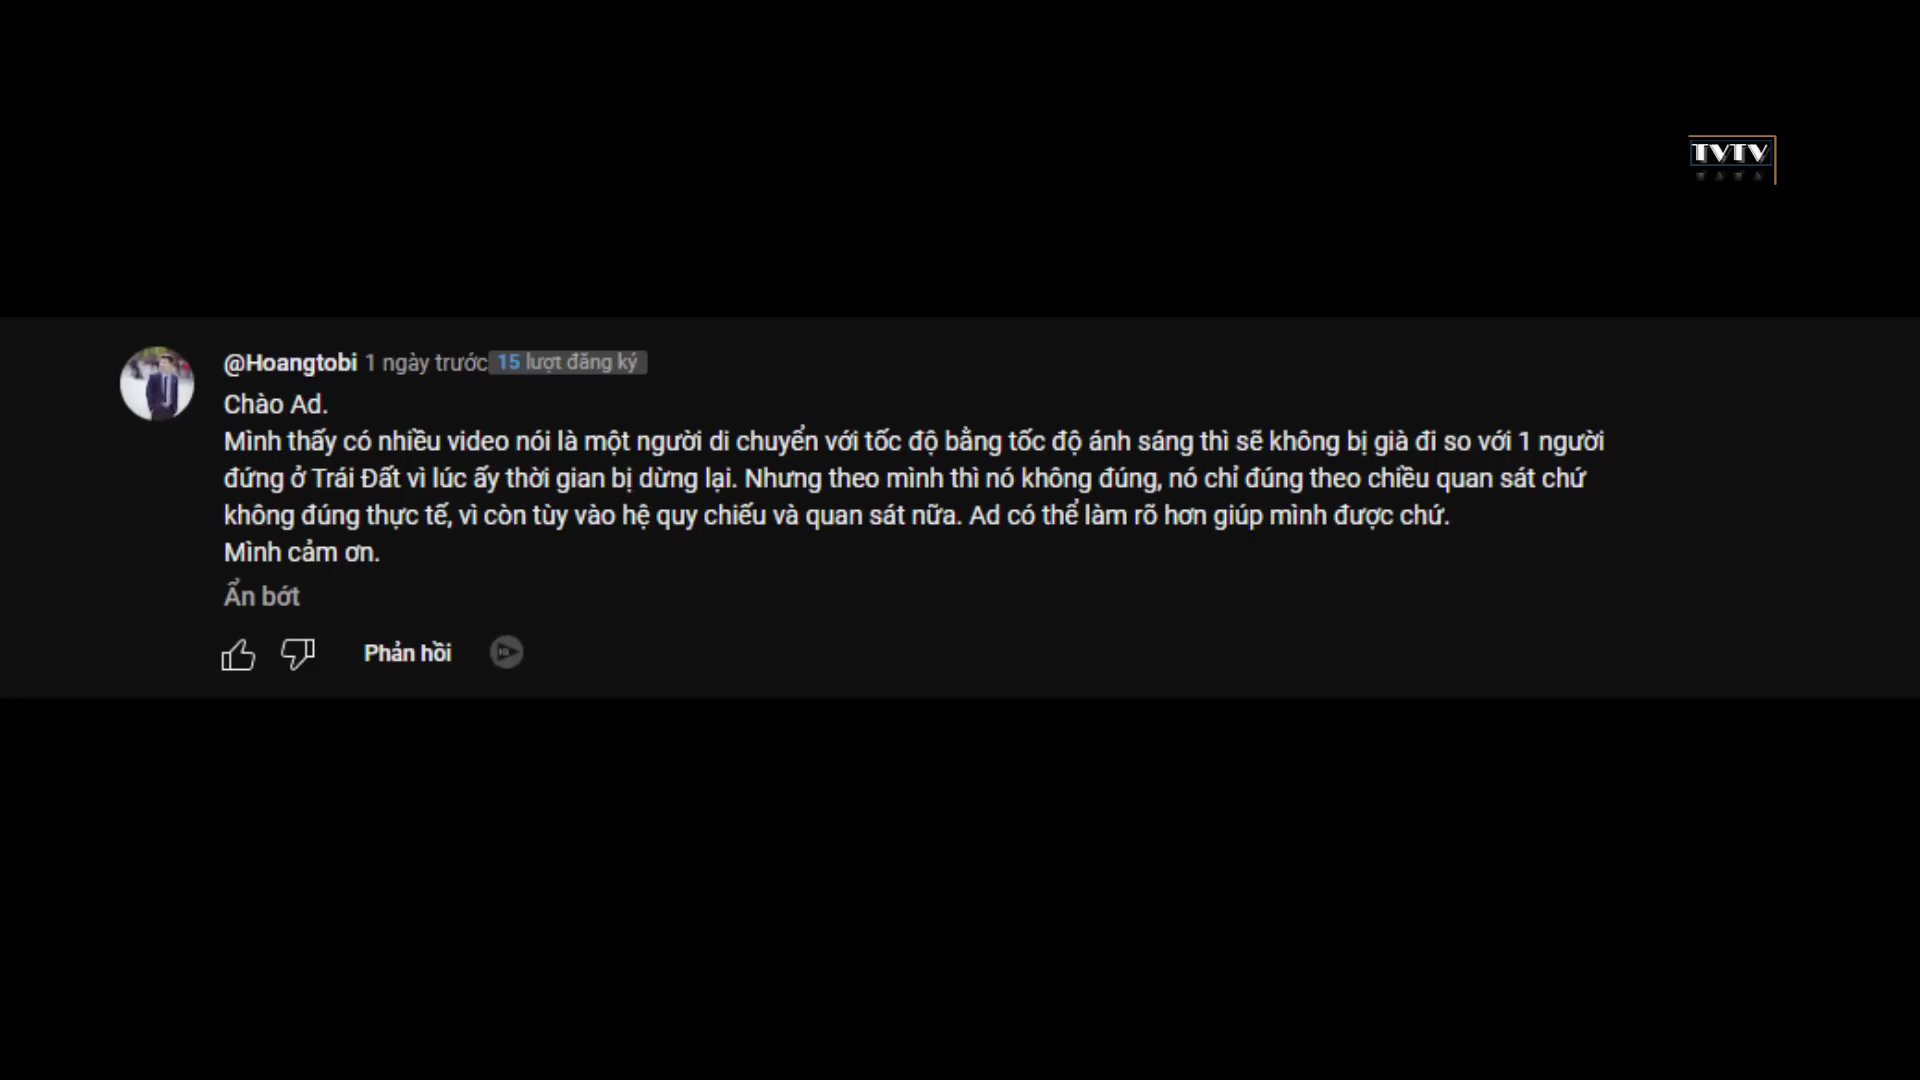 TVTV
@Hoangtobi 1 ngày trước 15 lượt đăng ký
Chào Ad.
Mình thấy có nhiều video nói là một người di chuyển với tốc độ bằng tốc độ ánh sáng thì sẽ không bị già đi so với 1 người
đứng ở Trái Đất vì lúc ấy thời gian bị dừng lại. Nhưng theo mình thì nó không đúng, nó chỉ đúng theo chiều quan sát chứ
không đúng thực tế, vì còn tùy vào hệ quy chiếu và quan sát nữa. Ad có thể làm rõ hơn giúp mình được chứ.
Mình cảm ơn.
Ẩn bớt
Phản hồi